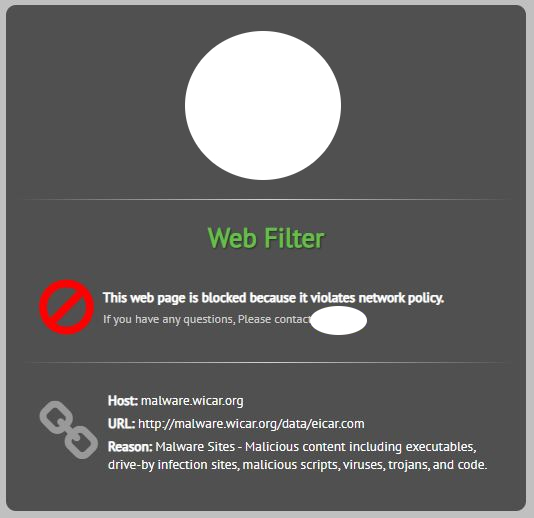 Web Filter
This web page is blocked because it violates network policy.
If you have any questions, Please contact
Host: malware.wicar.org
URL: http://malware.wicar.org/data/eicar.com
Reason: Malware Sites - Malicious content including executables,
drive-by infection sites, malicious scripts, viruses, trojans, and code.